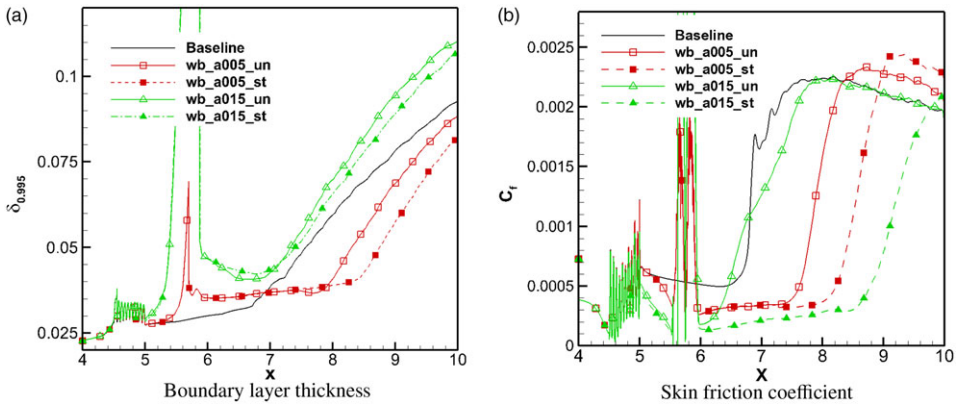 (a)
Baseline
wb_a005_un
wb_a005_st
wb_a015_un
wb_a015_st
0.1
0.075
0.05
0.025
δ0.995
4 5 6 7 8 9 10
x
Boundary layer thickness
(b)
Baseline
wb_a005_un
wb_a005_st
wb_a015_un
wb_a015_st
0.0025
0.002
0.0015
0.001
0.0005
0
Cf
4 5 6 7 8 9 10
X
Skin friction coefficient